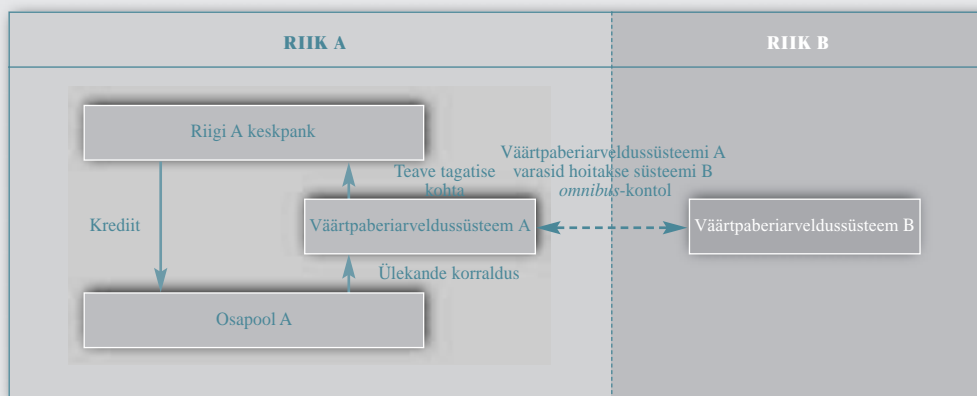 RIIK A
RIIK B
Riigi A keskpank
Teave tagatise
kohta
Väärtpaberiarveldussüsteemi A
varasid hoitakse süsteemi B
omnibus-kontol
Krediit
Väärtpaberiarveldussüsteem A
Väärtpaberiarveldussüsteem B
Ülekande korraldus
Osapool A